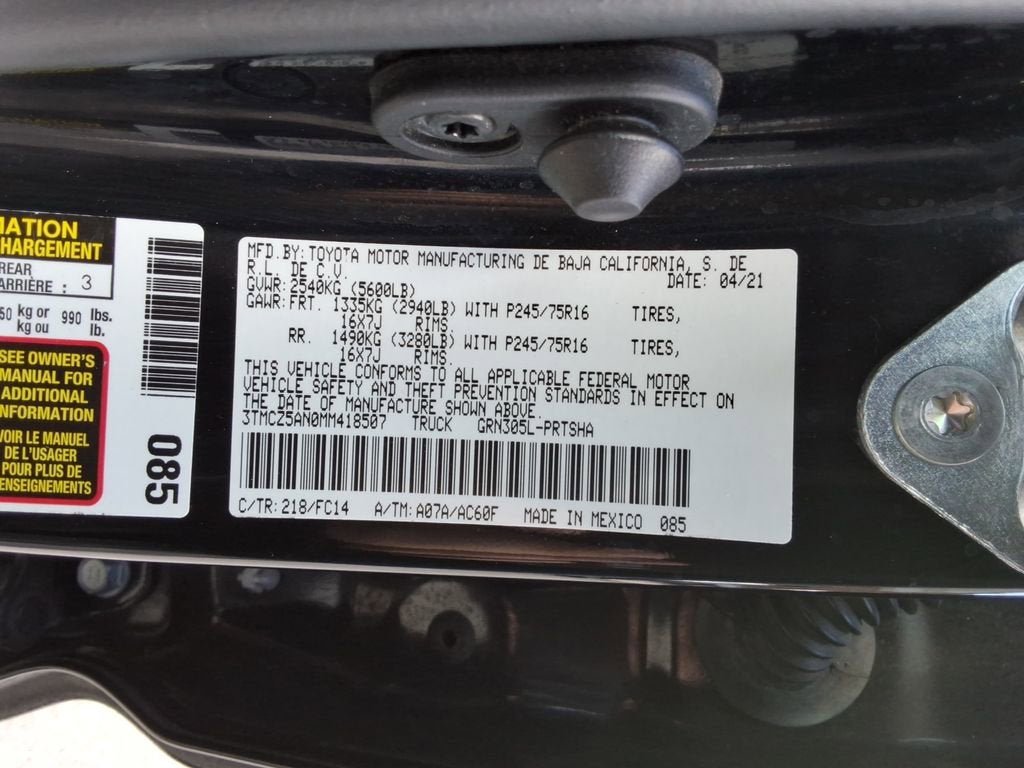 MATION
CHARGEMENT
REAR
ARRIÈRE : 3
50 kg or 990 lbs.
kg ou lb.
SEE OWNER'S
MANUAL FOR
ADDITIONAL
INFORMATION
VOIR LE MANUEL
DE L'USAGER
POUR PLUS DE
RENSEIGNEMENTS
085
MFD.BY: TOYOTA MOTOR MANUFACTURING DE BAJA CALIFORNIA, S. DE
R.L. DE C.V. DATE: 04/21
GVWR: 2540KG (5600LB)
GAWR: FRT. 1335KG (2940LB) WITH P245/75R16 TIRES,
16X7J RIMS.
RR. 1490KG (3280LB) WITH P245/75R16 TIRES,
16X7J RIMS.
THIS VEHICLE CONFORMS TO ALL APPLICABLE FEDERAL MOTOR
VEHICLE SAFETY AND THEFT PREVENTION STANDARDS IN EFFECT ON
THE DATE OF MANUFACTURE SHOWN ABOVE.
3TMCZ5AN0MM418507 TRUCK GRN305L-PRTSHA
C/TR: 218/FC14 A/TM: A07A/AC60F MADE IN MEXICO 085